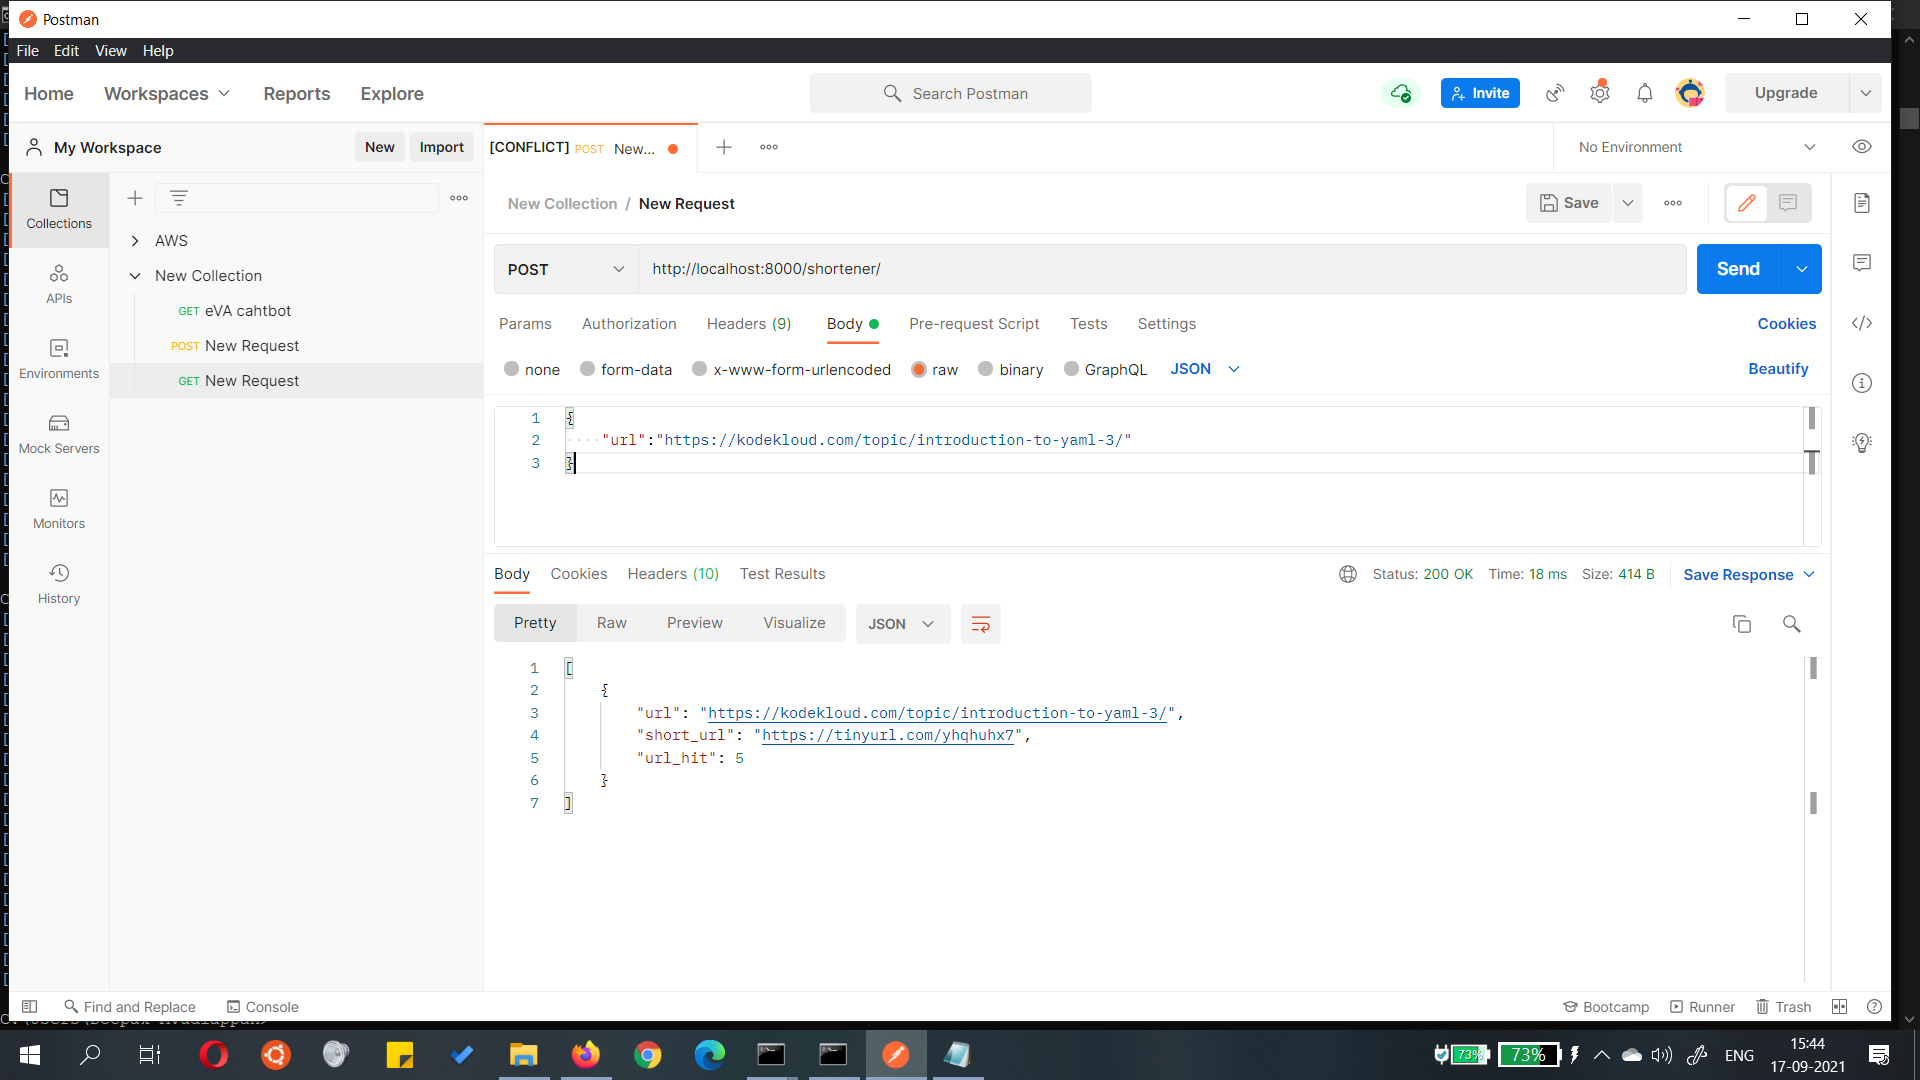 Postman
File Edit View Help
Home Workspaces Reports Explore
Search Postman
Invite
Upgrade
My Workspace
New Import
[CONFLICT] POST New...
No Environment
Collections
APIs
Environments
Mock Servers
Monitors
History
AWS
New Collection
GET eVA cahtbot
POST New Request
GET New Request
New Collection / New Request
Save
POST
http://localhost:8000/shortener/
Send
Params Authorization Headers (9) Body Pre-request Script Tests Settings
Cookies
none form-data x-www-form-urlencoded raw binary GraphQL JSON
Beautify
1 {
2 "url":"https://kodekloud.com/topic/introduction-to-yaml-3/"
3 }
Body Cookies Headers (10) Test Results
Status: 200 OK Time: 18 ms Size: 414 B Save Response
Pretty Raw Preview Visualize JSON
1 [
2 {
3 "url": "https://kodekloud.com/topic/introduction-to-yaml-3/",
4 "short_url": "https://tinyurl.com/yhqhuhx7",
5 "url_hit": 5
6 }
7 ]
Find and Replace Console
Bootcamp Runner Trash
73% 73% ENG
15:44
17-09-2021